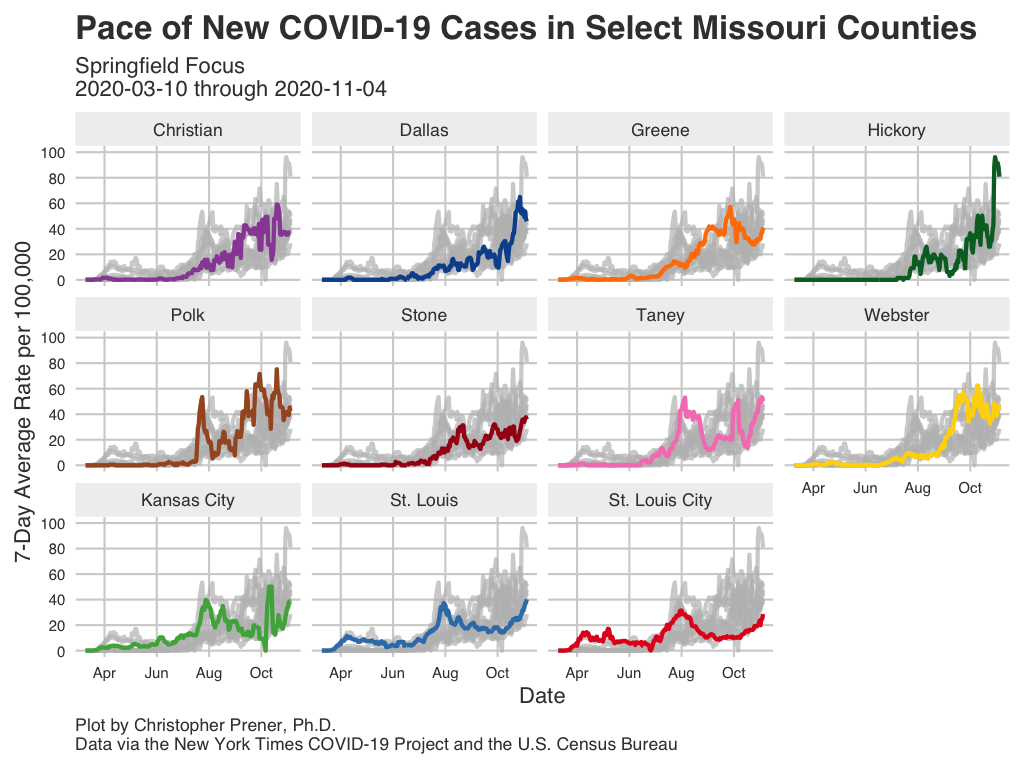 Pace of New COVID-19 Cases in Select Missouri Counties
Springfield Focus
2020-03-10 through 2020-11-04
Christian Dallas Greene Hickory
100
80
60
40
20
0
Polk Stone Taney Webster
100
80
60
40
20
0
Apr Jun Aug Oct
Kansas City St. Louis St. Louis City
100
80
60
40
20
0
Apr Jun Aug Oct Apr Jun Aug Oct Apr Jun Aug Oct
7-Day Average Rate per 100,000
Date
Plot by Christopher Prener, Ph.D.
Data via the New York Times COVID-19 Project and the U.S. Census Bureau